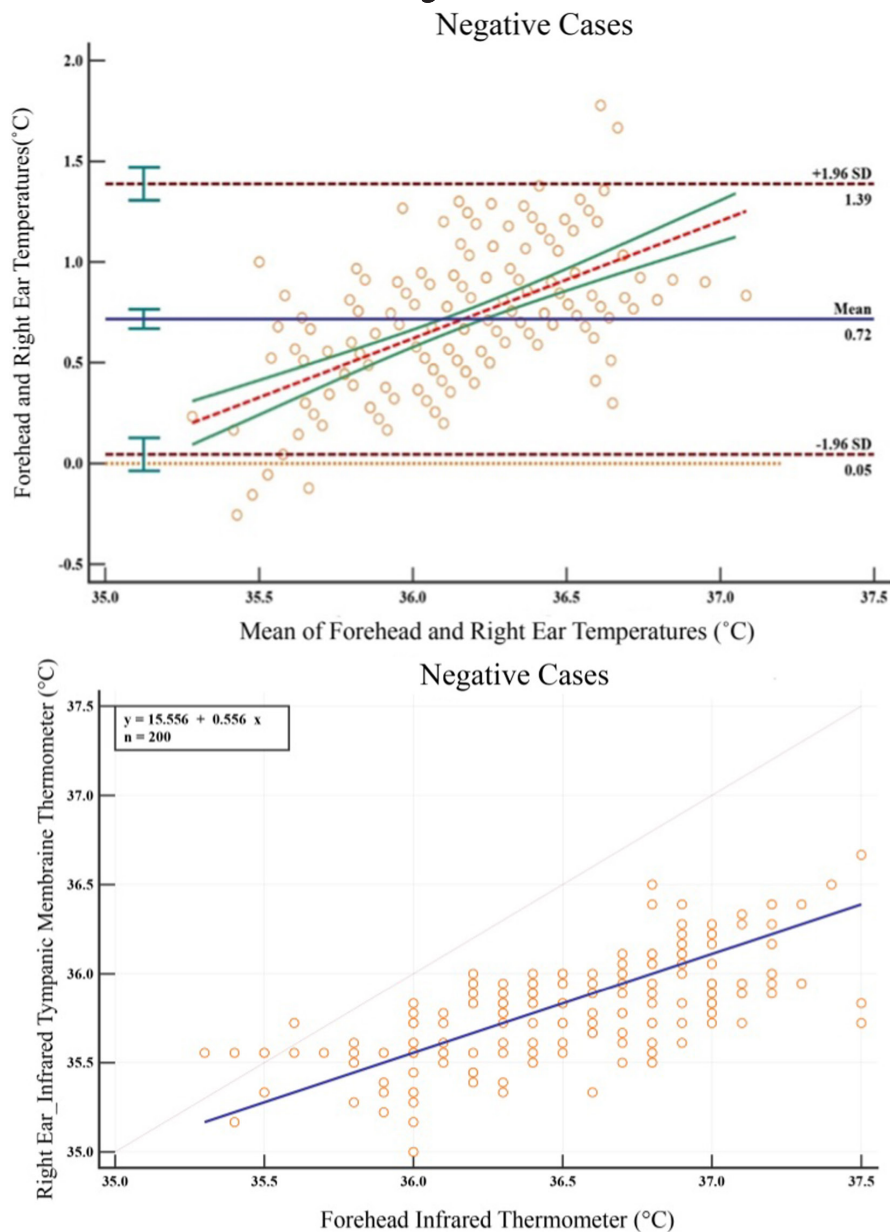 Negative Cases
Forehead and Right Ear Temperatures(˚C)
2.0
1.5
1.0
0.5
0.0
-0.5
+1.96 SD
1.39
Mean
0.72
-1.96 SD
0.05
35.0 35.5 36.0 36.5 37.0 37.5
Mean of Forehead and Right Ear Temperatures (˚C)
Negative Cases
Right Ear_Infrared Tympanic Membraine Thermometer (°C)
y = 15.556 + 0.556 x
n = 200
37.5
37.0
36.5
36.0
35.5
35.0
35.0 35.5 36.0 36.5 37.0 37.5
Forehead Infrared Thermometer (°C)